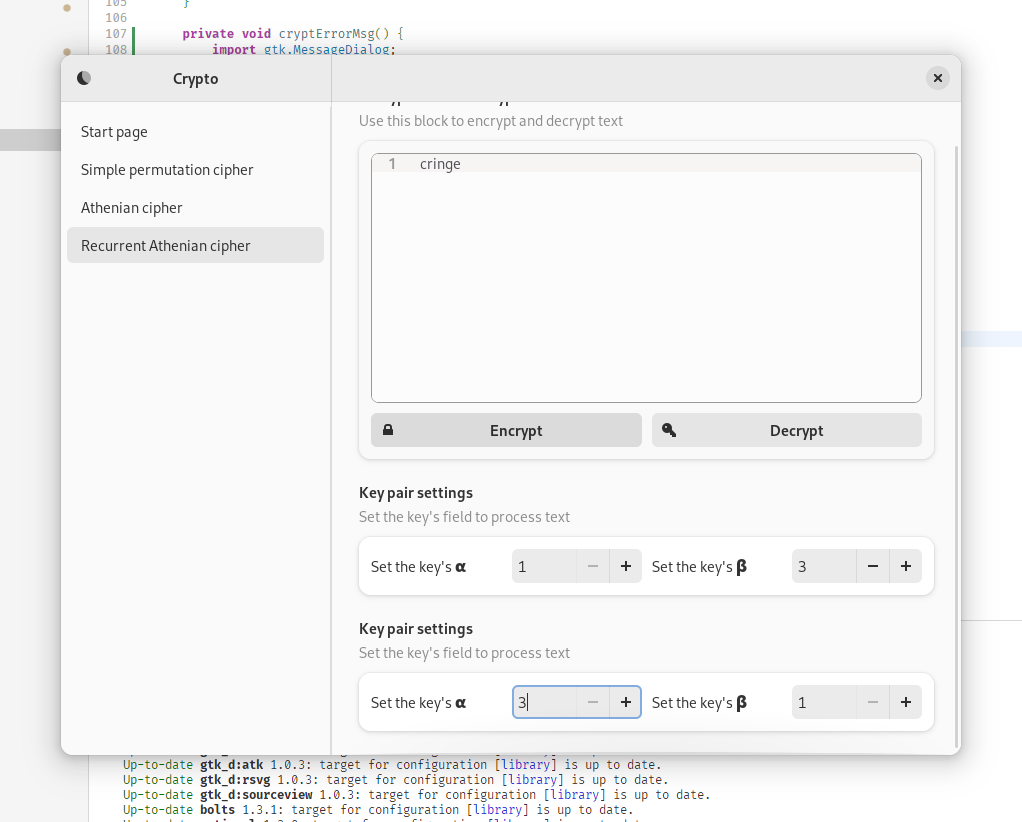 105 }
106
107 private void cryptErrorMsg() {
108 import gtk.MessageDialog;
Crypto
Start page
Simple permutation cipher
Athenian cipher
Recurrent Athenian cipher
Use this block to encrypt and decrypt text
1 cringe
Encrypt
Decrypt
Key pair settings
Set the key's field to process text
Set the key's α 1 − + Set the key's β 3 − +
Key pair settings
Set the key's field to process text
Set the key's α 3 − + Set the key's β 1 − +
Up-to-date gtk_d:atk 1.0.3: target for configuration [library] is up to date.
Up-to-date gtk_d:rsvg 1.0.3: target for configuration [library] is up to date.
Up-to-date gtk_d:sourceview 1.0.3: target for configuration [library] is up to date.
Up-to-date bolts 1.3.1: target for configuration [library] is up to date.